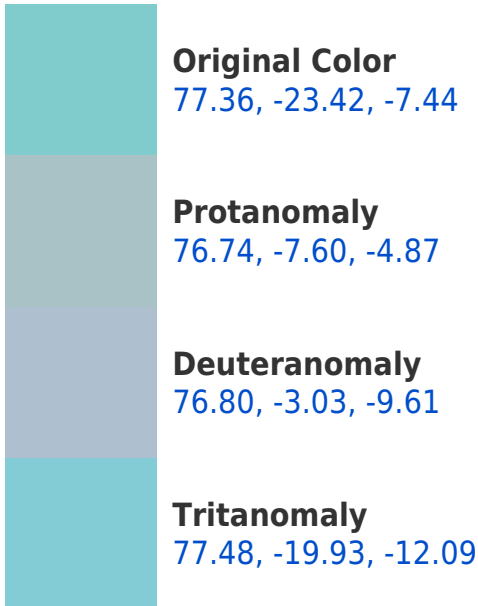 Original Color
77.36, -23.42, -7.44
Protanomaly
76.74, -7.60, -4.87
Deuteranomaly
76.80, -3.03, -9.61
Tritanomaly
77.48, -19.93, -12.09